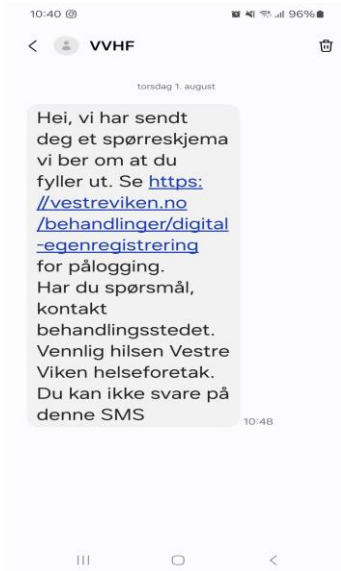 10:40
96%
VVHF
torsdag 1. august
Hei, vi har sendt
deg et spørreskjema
vi ber om at du
fyller ut. Se https:
//vestreviken.no
/behandlinger/digital
-egenregistrering
for pålogging.
Har du spørsmål,
kontakt
behandlingsstedet.
Vennlig hilsen Vestre
Viken helseforetak.
Du kan ikke svare på
denne SMS
10:48